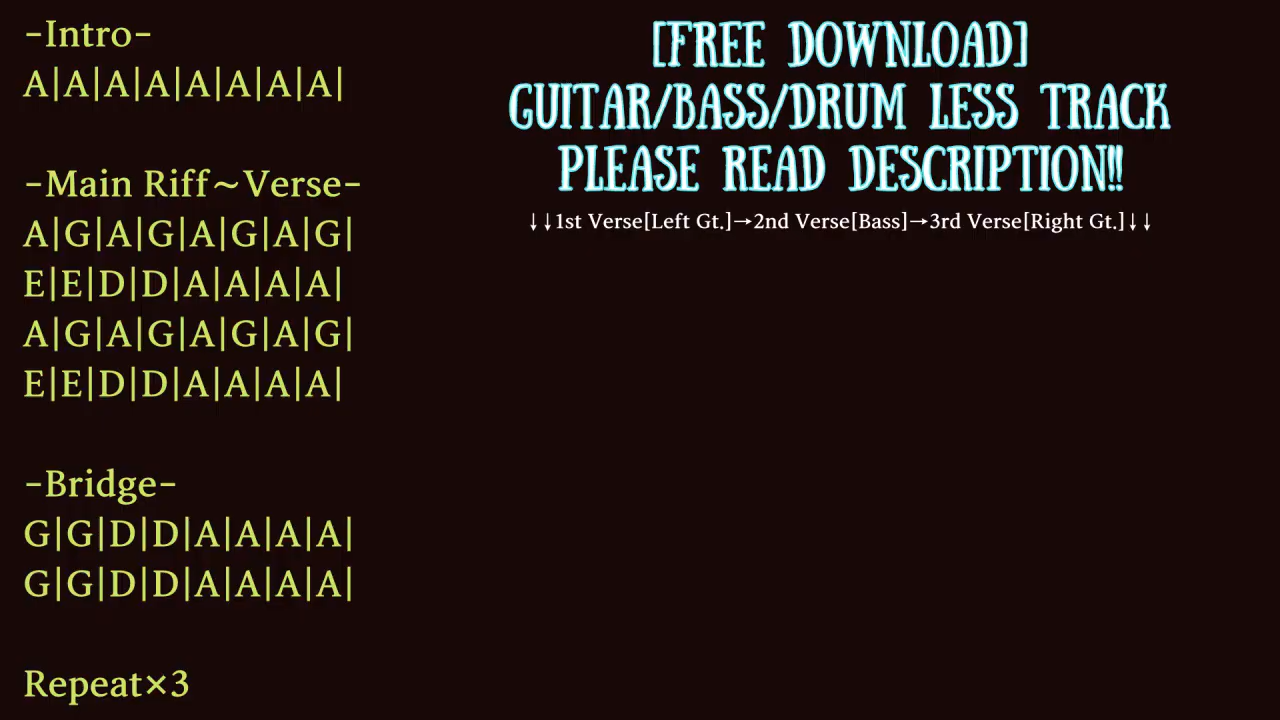 -Intro-
A|A|A|A|A|A|A|A|
-Main Riff~Verse-
A|G|A|G|A|G|A|G|
E|E|D|D|A|A|A|A|
A|G|A|G|A|G|A|G|
E|E|D|D|A|A|A|A|
-Bridge-
G|G|D|D|A|A|A|A|
G|G|D|D|A|A|A|A|
Repeat×3
[FREE DOWNLOAD]
GUITAR/BASS/DRUM LESS TRACK
PLEASE READ DESCRIPTION!!
↓↓1st Verse[Left Gt.]→2nd Verse[Bass]→3rd Verse[Right Gt.]↓↓